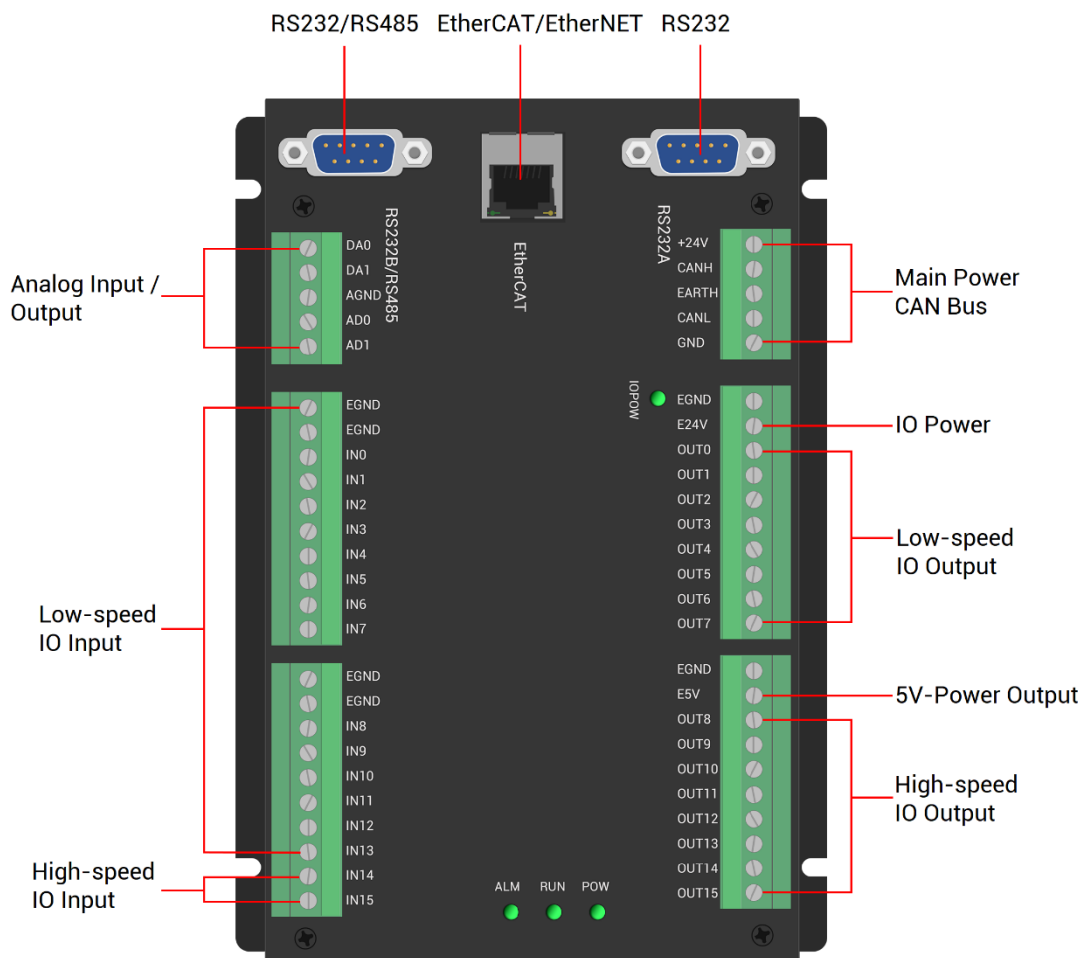 RS232/RS485 EtherCAT/EtherNET RS232
RS232B/RS485
EtherCAT
RS232A
Analog Input /
Output
DA0
DA1
AGND
AD0
AD1
+24V
CANH
EARTH
CANL
GND
Main Power
CAN Bus
Low-speed
IO Input
EGND
EGND
IN0
IN1
IN2
IN3
IN4
IN5
IN6
IN7
IOPOW
EGND
E24V
OUT0
OUT1
OUT2
OUT3
OUT4
OUT5
OUT6
OUT7
IO Power
Low-speed
IO Output
EGND
EGND
IN8
IN9
IN10
IN11
IN12
IN13
IN14
IN15
High-speed
IO Input
EGND
E5V
OUT8
OUT9
OUT10
OUT11
OUT12
OUT13
OUT14
OUT15
5V-Power Output
High-speed
IO Output
ALM RUN POW